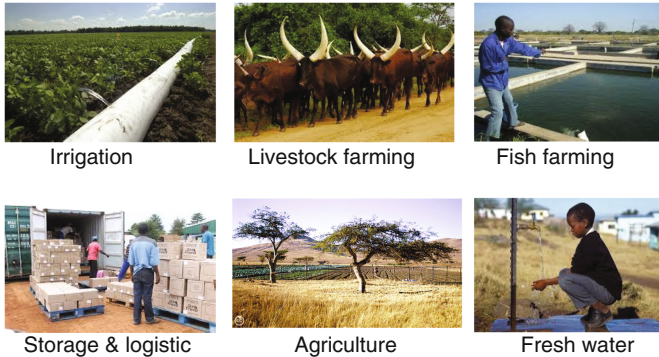 Irrigation
Livestock farming
Fish farming
Storage & logistic
Agriculture
Fresh water